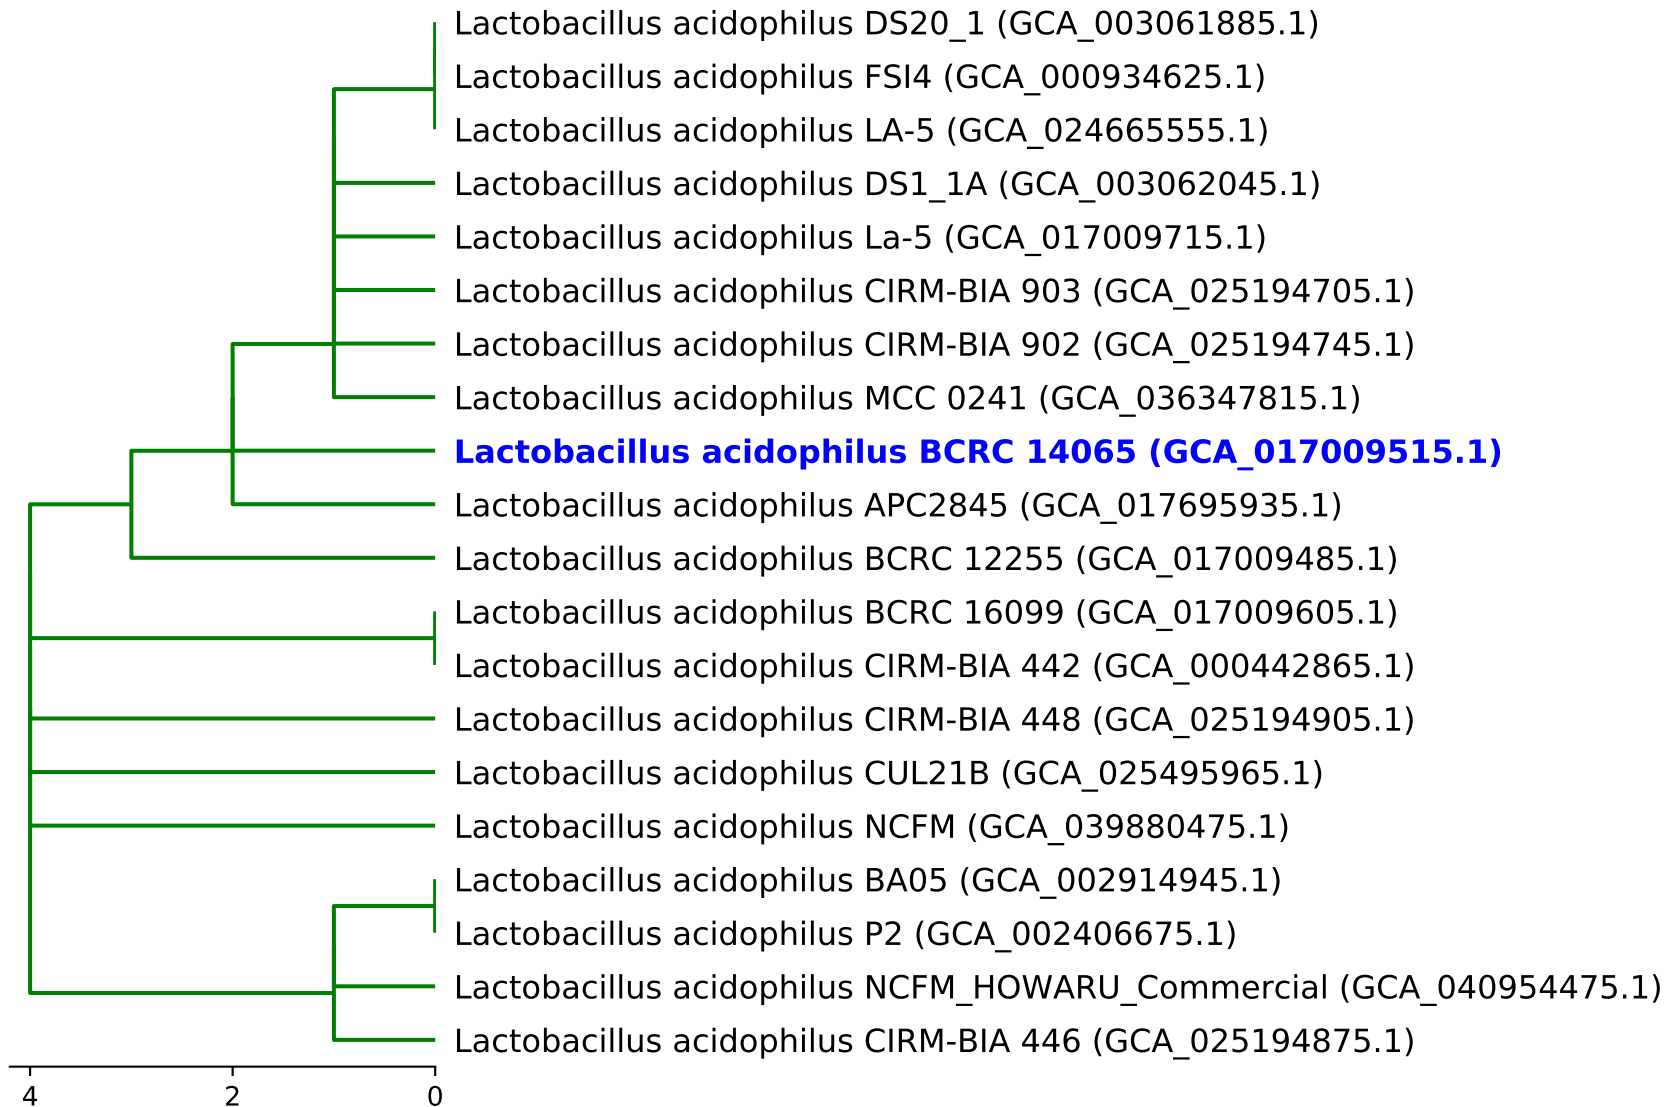 Lactobacillus acidophilus DS20_1 (GCA_003061885.1)
Lactobacillus acidophilus FSI4 (GCA_000934625.1)
Lactobacillus acidophilus LA-5 (GCA_024665555.1)
Lactobacillus acidophilus DS1_1A (GCA_003062045.1)
Lactobacillus acidophilus La-5 (GCA_017009715.1)
Lactobacillus acidophilus CIRM-BIA 903 (GCA_025194705.1)
Lactobacillus acidophilus CIRM-BIA 902 (GCA_025194745.1)
Lactobacillus acidophilus MCC 0241 (GCA_036347815.1)
Lactobacillus acidophilus BCRC 14065 (GCA_017009515.1)
Lactobacillus acidophilus APC2845 (GCA_017695935.1)
Lactobacillus acidophilus BCRC 12255 (GCA_017009485.1)
Lactobacillus acidophilus BCRC 16099 (GCA_017009605.1)
Lactobacillus acidophilus CIRM-BIA 442 (GCA_000442865.1)
Lactobacillus acidophilus CIRM-BIA 448 (GCA_025194905.1)
Lactobacillus acidophilus CUL21B (GCA_025495965.1)
Lactobacillus acidophilus NCFM (GCA_039880475.1)
Lactobacillus acidophilus BA05 (GCA_002914945.1)
Lactobacillus acidophilus P2 (GCA_002406675.1)
Lactobacillus acidophilus NCFM_HOWARU_Commercial (GCA_040954475.1)
Lactobacillus acidophilus CIRM-BIA 446 (GCA_025194875.1)
4 2 0